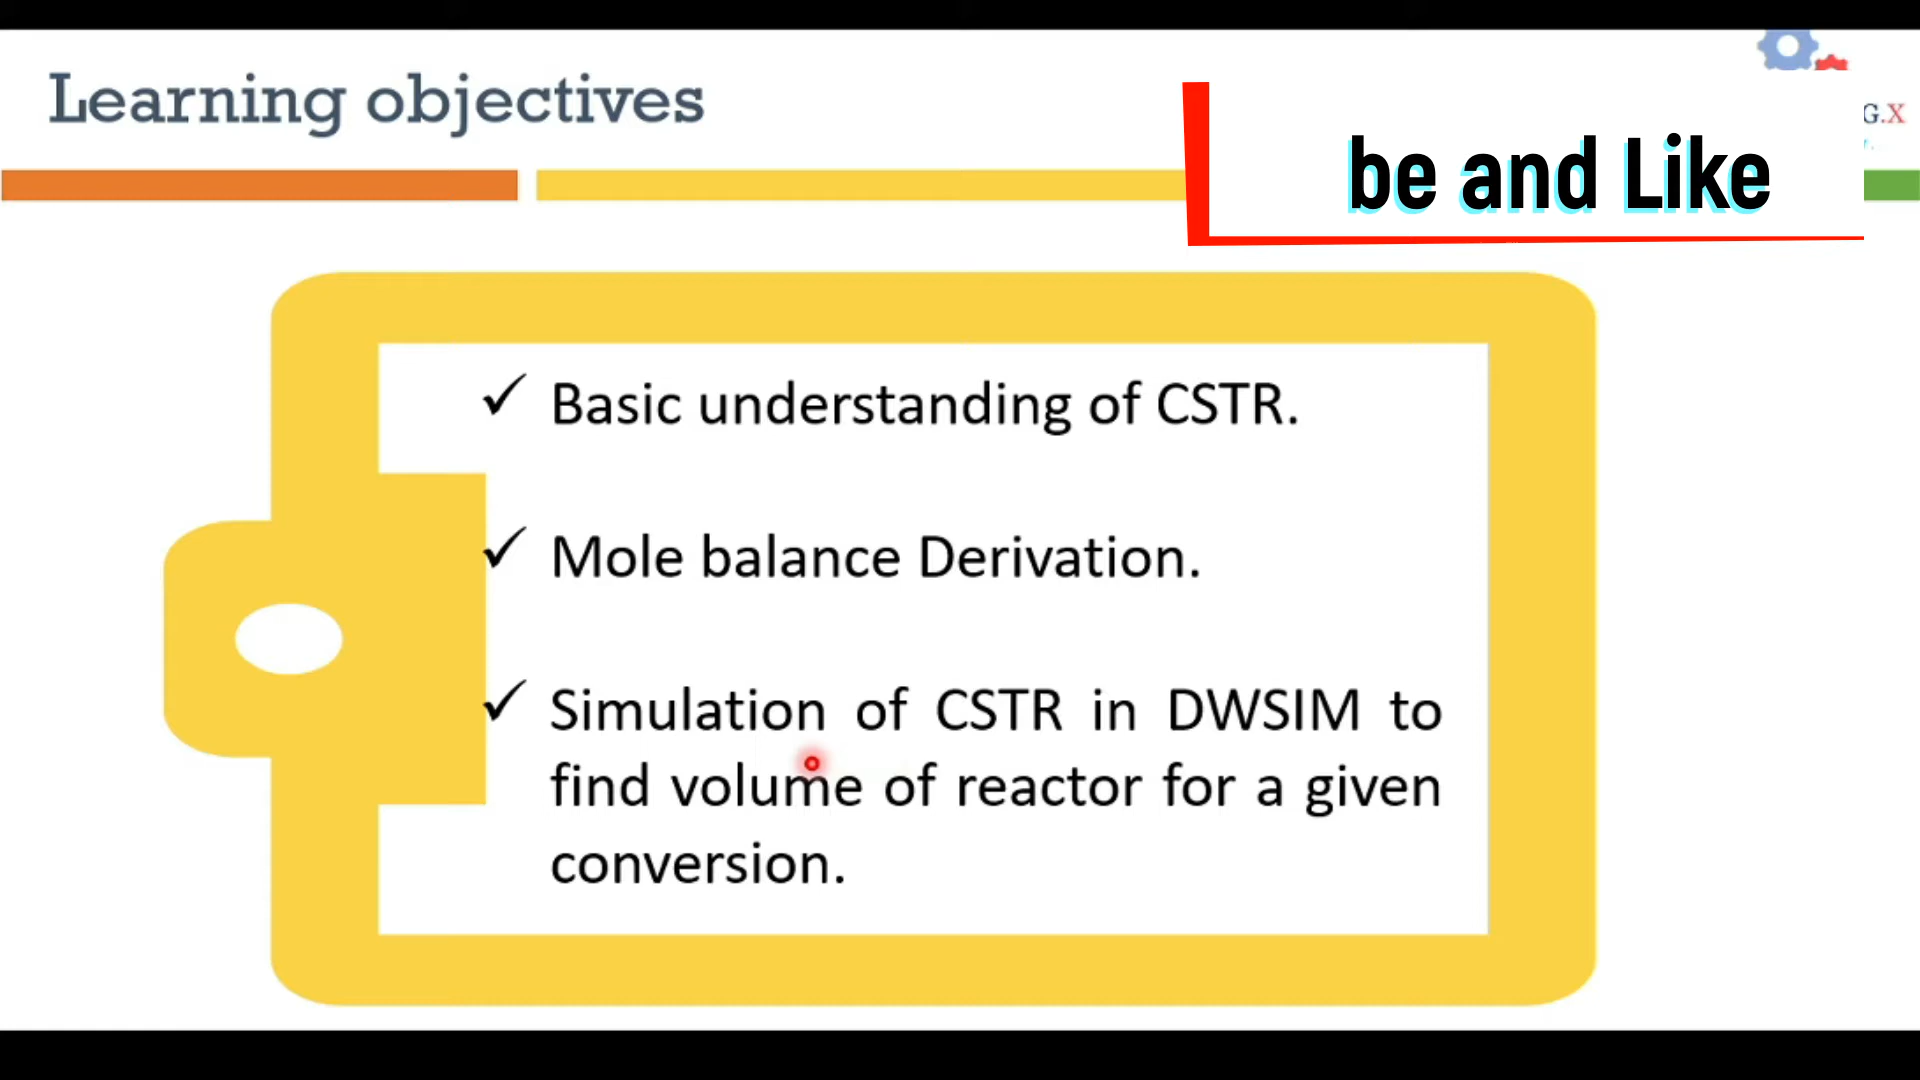 Learning objectives
G.X
be and Like
✓ Basic understanding of CSTR.
✓ Mole balance Derivation.
✓ Simulation of CSTR in DWSIM to
find volume of reactor for a given
conversion.